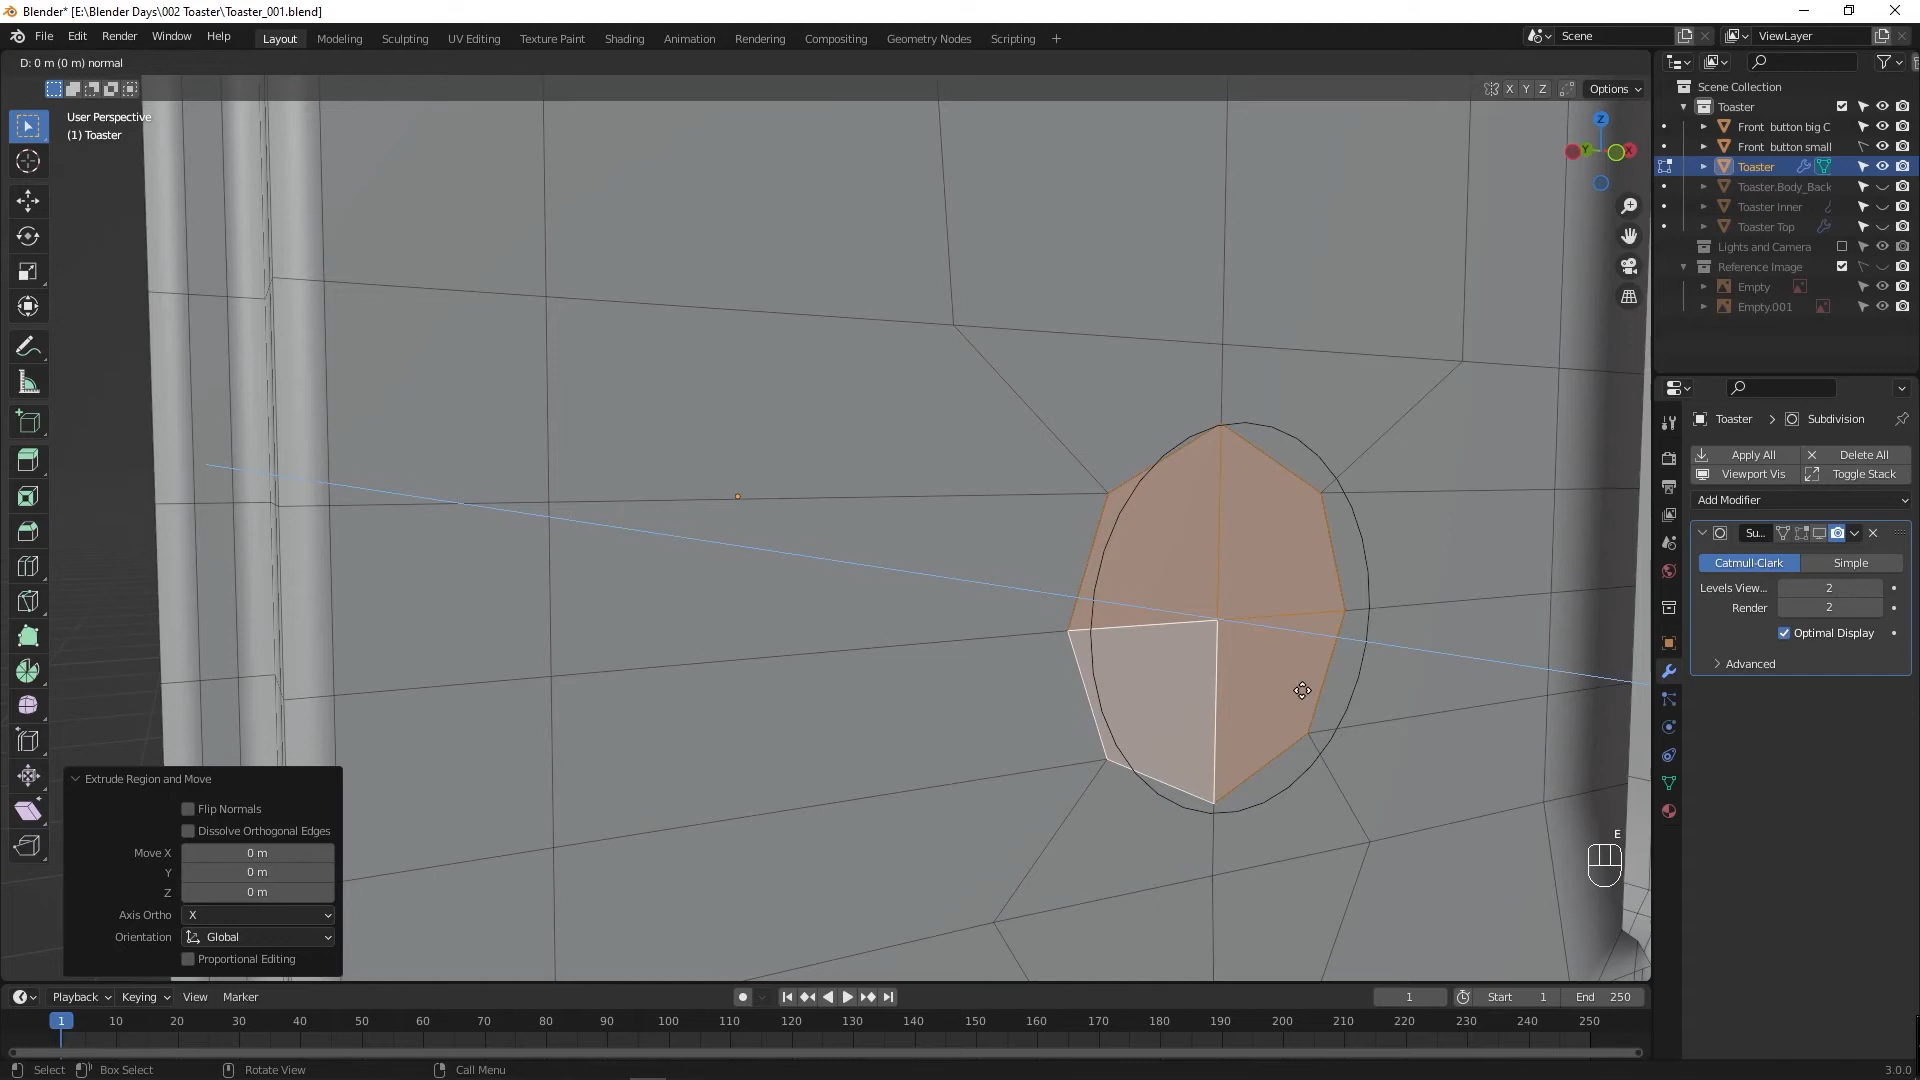 Blender* [E:\Blender Days\002 Toaster\Toaster_001.blend]
File Edit Render Window Help Layout Modeling Sculpting UV Editing Texture Paint Shading Animation Rendering Compositing Geometry Nodes Scripting + Scene ViewLayer
D: 0 m (0 m) normal
X Y Z Options
User Perspective
(1) Toaster
Z
Y X
Scene Collection
Toaster
Front button big C
Front button small
Toaster
Toaster.Body_Back
Toaster Inner
Toaster Top
Lights and Camera
Reference Image
Empty
Empty.001
Toaster > Subdivision
Apply All Delete All
Viewport Vis Toggle Stack
Add Modifier
Su...
Catmull-Clark Simple
Levels View... 2
Render 2
Optimal Display
Advanced
E
Extrude Region and Move
Flip Normals
Dissolve Orthogonal Edges
Move X 0 m
Y 0 m
Z 0 m
Axis Ortho X
Orientation Global
Proportional Editing
Playback Keying View Marker 1 Start 1 End 250
1 10 20 30 40 50 60 70 80 90 100 110 120 130 140 150 160 170 180 190 200 210 220 230 240 250
Select Box Select Rotate View Call Menu 3.0.0